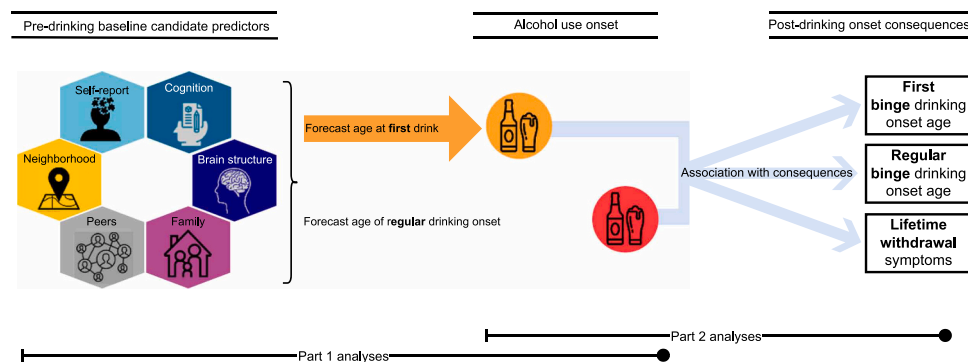 Pre-drinking baseline candidate predictors
Alcohol use onset
Post-drinking onset consequences
Self-report
Cognition
Neighborhood
Brain structure
Peers
Family
Forecast age at first drink
Forecast age of regular drinking onset
Association with consequences
First
binge drinking
onset age
Regular
binge drinking
onset age
Lifetime
withdrawal
symptoms
Part 2 analyses
Part 1 analyses